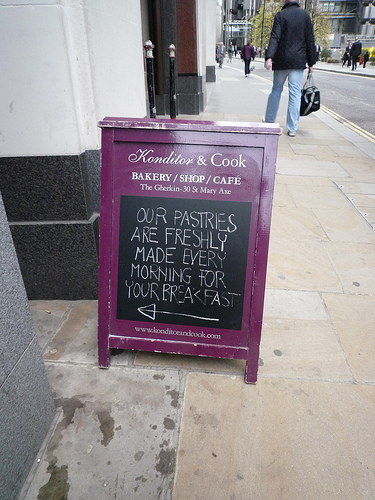 Konditor & Cook
BAKERY / SHOP / CAFÉ
The Gherkin-30 St Mary Axe
OUR PASTRIES
ARE FRESHLY
MADE EVERY
MORNING FOR
YOUR BREAKFAST
www.konditorandcook.com